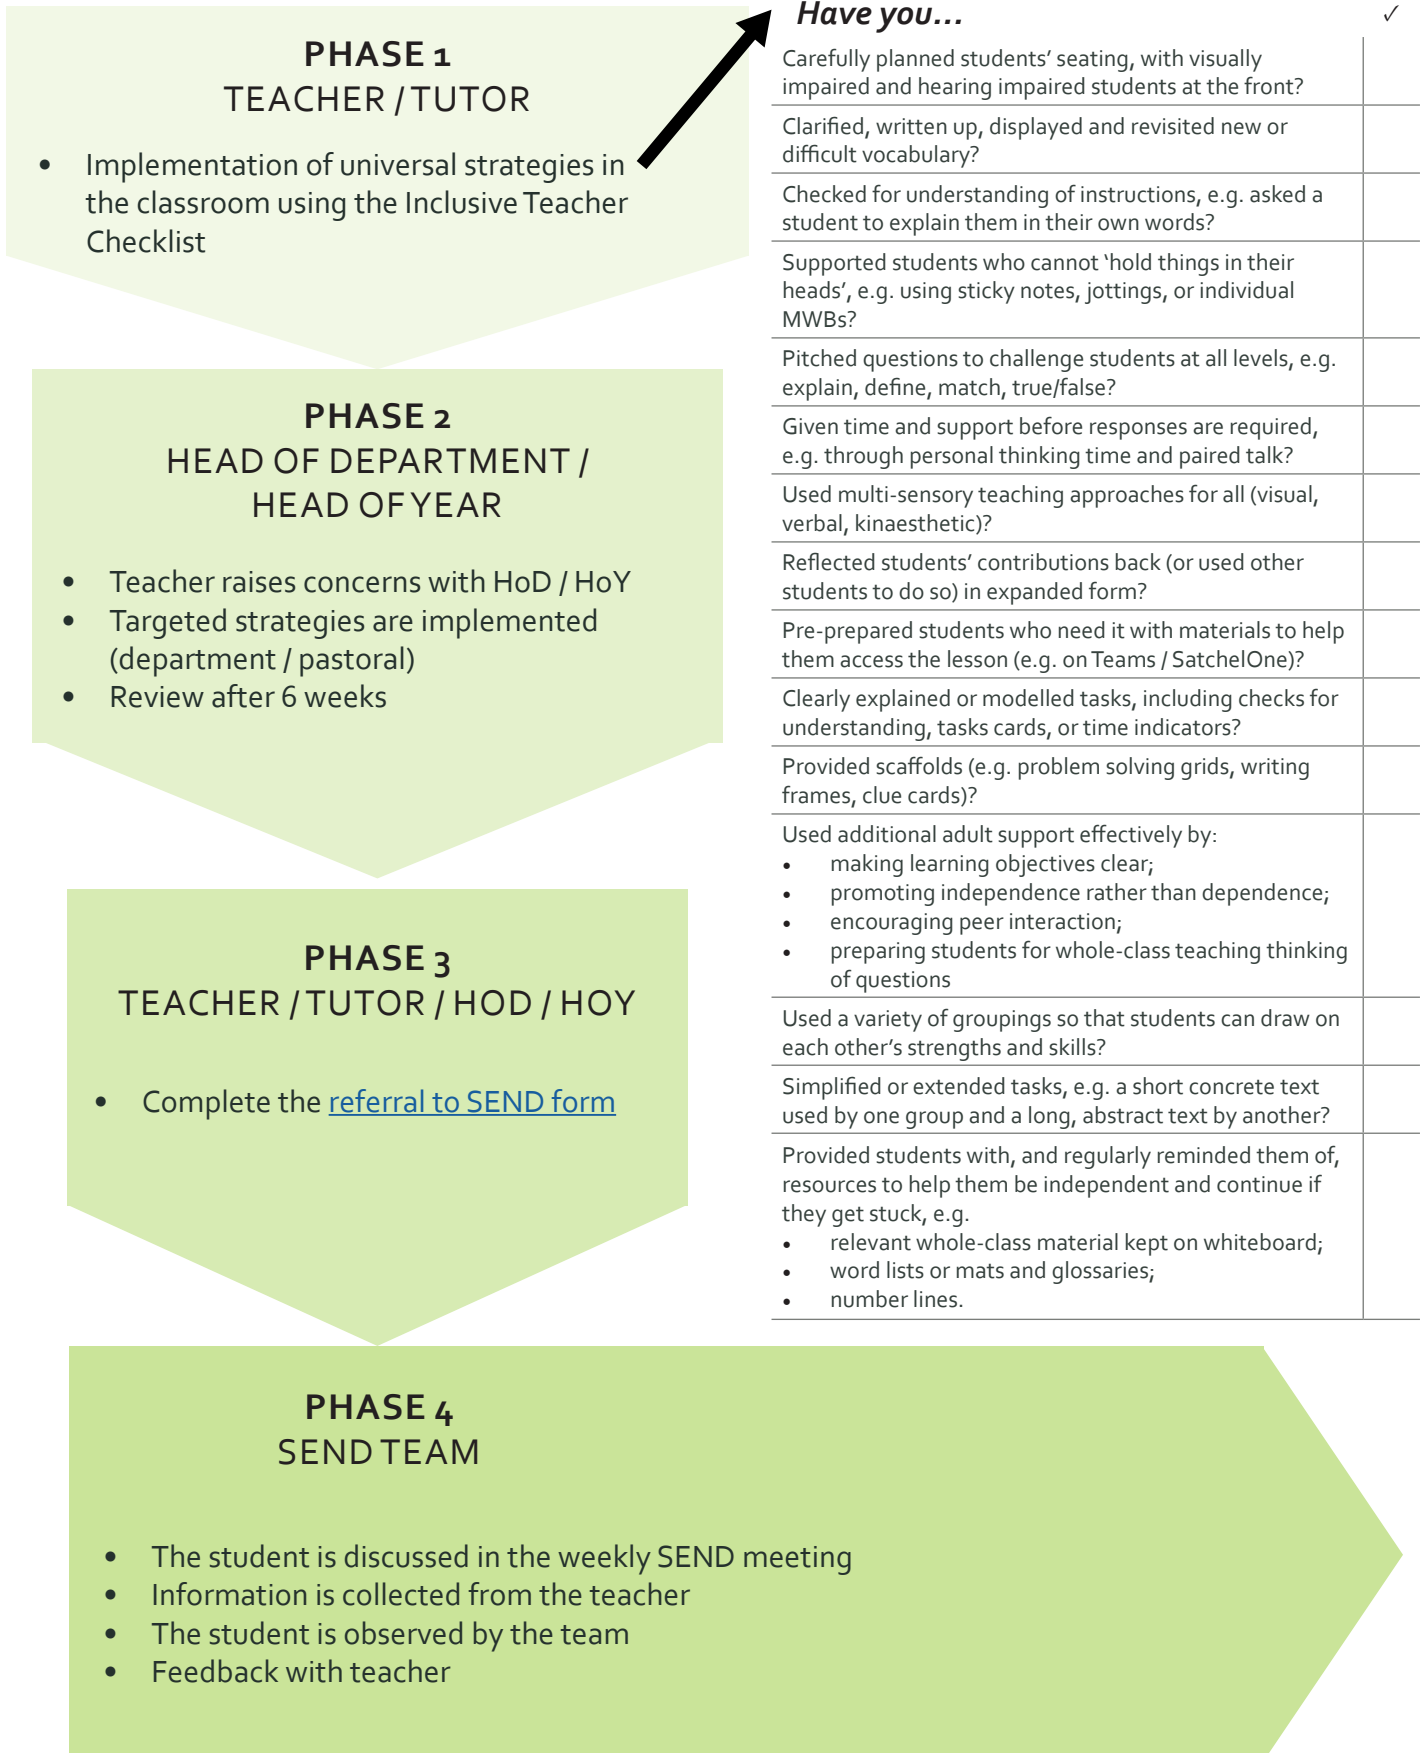 PHASE 1
TEACHER / TUTOR
• Implementation of universal strategies in
the classroom using the Inclusive Teacher
Checklist
PHASE 2
HEAD OF DEPARTMENT /
HEAD OF YEAR
• Teacher raises concerns with HoD / HoY
• Targeted strategies are implemented
(department / pastoral)
• Review after 6 weeks
PHASE 3
TEACHER / TUTOR / HOD / HOY
• Complete the referral to SEND form
Have you... ✓
Carefully planned students’ seating, with visually
impaired and hearing impaired students at the front?
Clarified, written up, displayed and revisited new or
difficult vocabulary?
Checked for understanding of instructions, e.g. asked a
student to explain them in their own words?
Supported students who cannot ‘hold things in their
heads’, e.g. using sticky notes, jottings, or individual
MWBs?
Pitched questions to challenge students at all levels, e.g.
explain, define, match, true/false?
Given time and support before responses are required,
e.g. through personal thinking time and paired talk?
Used multi-sensory teaching approaches for all (visual,
verbal, kinaesthetic)?
Reflected students’ contributions back (or used other
students to do so) in expanded form?
Pre-prepared students who need it with materials to help
them access the lesson (e.g. on Teams / SatchelOne)?
Clearly explained or modelled tasks, including checks for
understanding, tasks cards, or time indicators?
Provided scaffolds (e.g. problem solving grids, writing
frames, clue cards)?
Used additional adult support effectively by:
• making learning objectives clear;
• promoting independence rather than dependence;
• encouraging peer interaction;
• preparing students for whole-class teaching thinking
of questions
Used a variety of groupings so that students can draw on
each other’s strengths and skills?
Simplified or extended tasks, e.g. a short concrete text
used by one group and a long, abstract text by another?
Provided students with, and regularly reminded them of,
resources to help them be independent and continue if
they get stuck, e.g.
• relevant whole-class material kept on whiteboard;
• word lists or mats and glossaries;
• number lines.
PHASE 4
SEND TEAM
• The student is discussed in the weekly SEND meeting
• Information is collected from the teacher
• The student is observed by the team
• Feedback with teacher